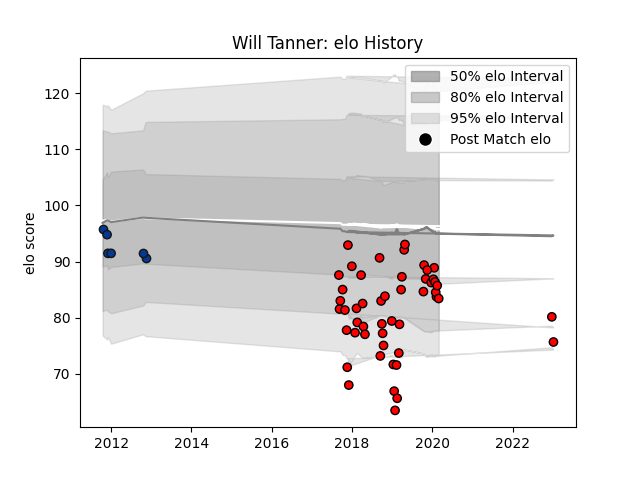 Will Tanner: elo History
50% elo Interval
80% elo Interval
95% elo Interval
Post Match elo
elo score
120
110
100
90
80
70
2012
2014
2016
2018
2020
2022